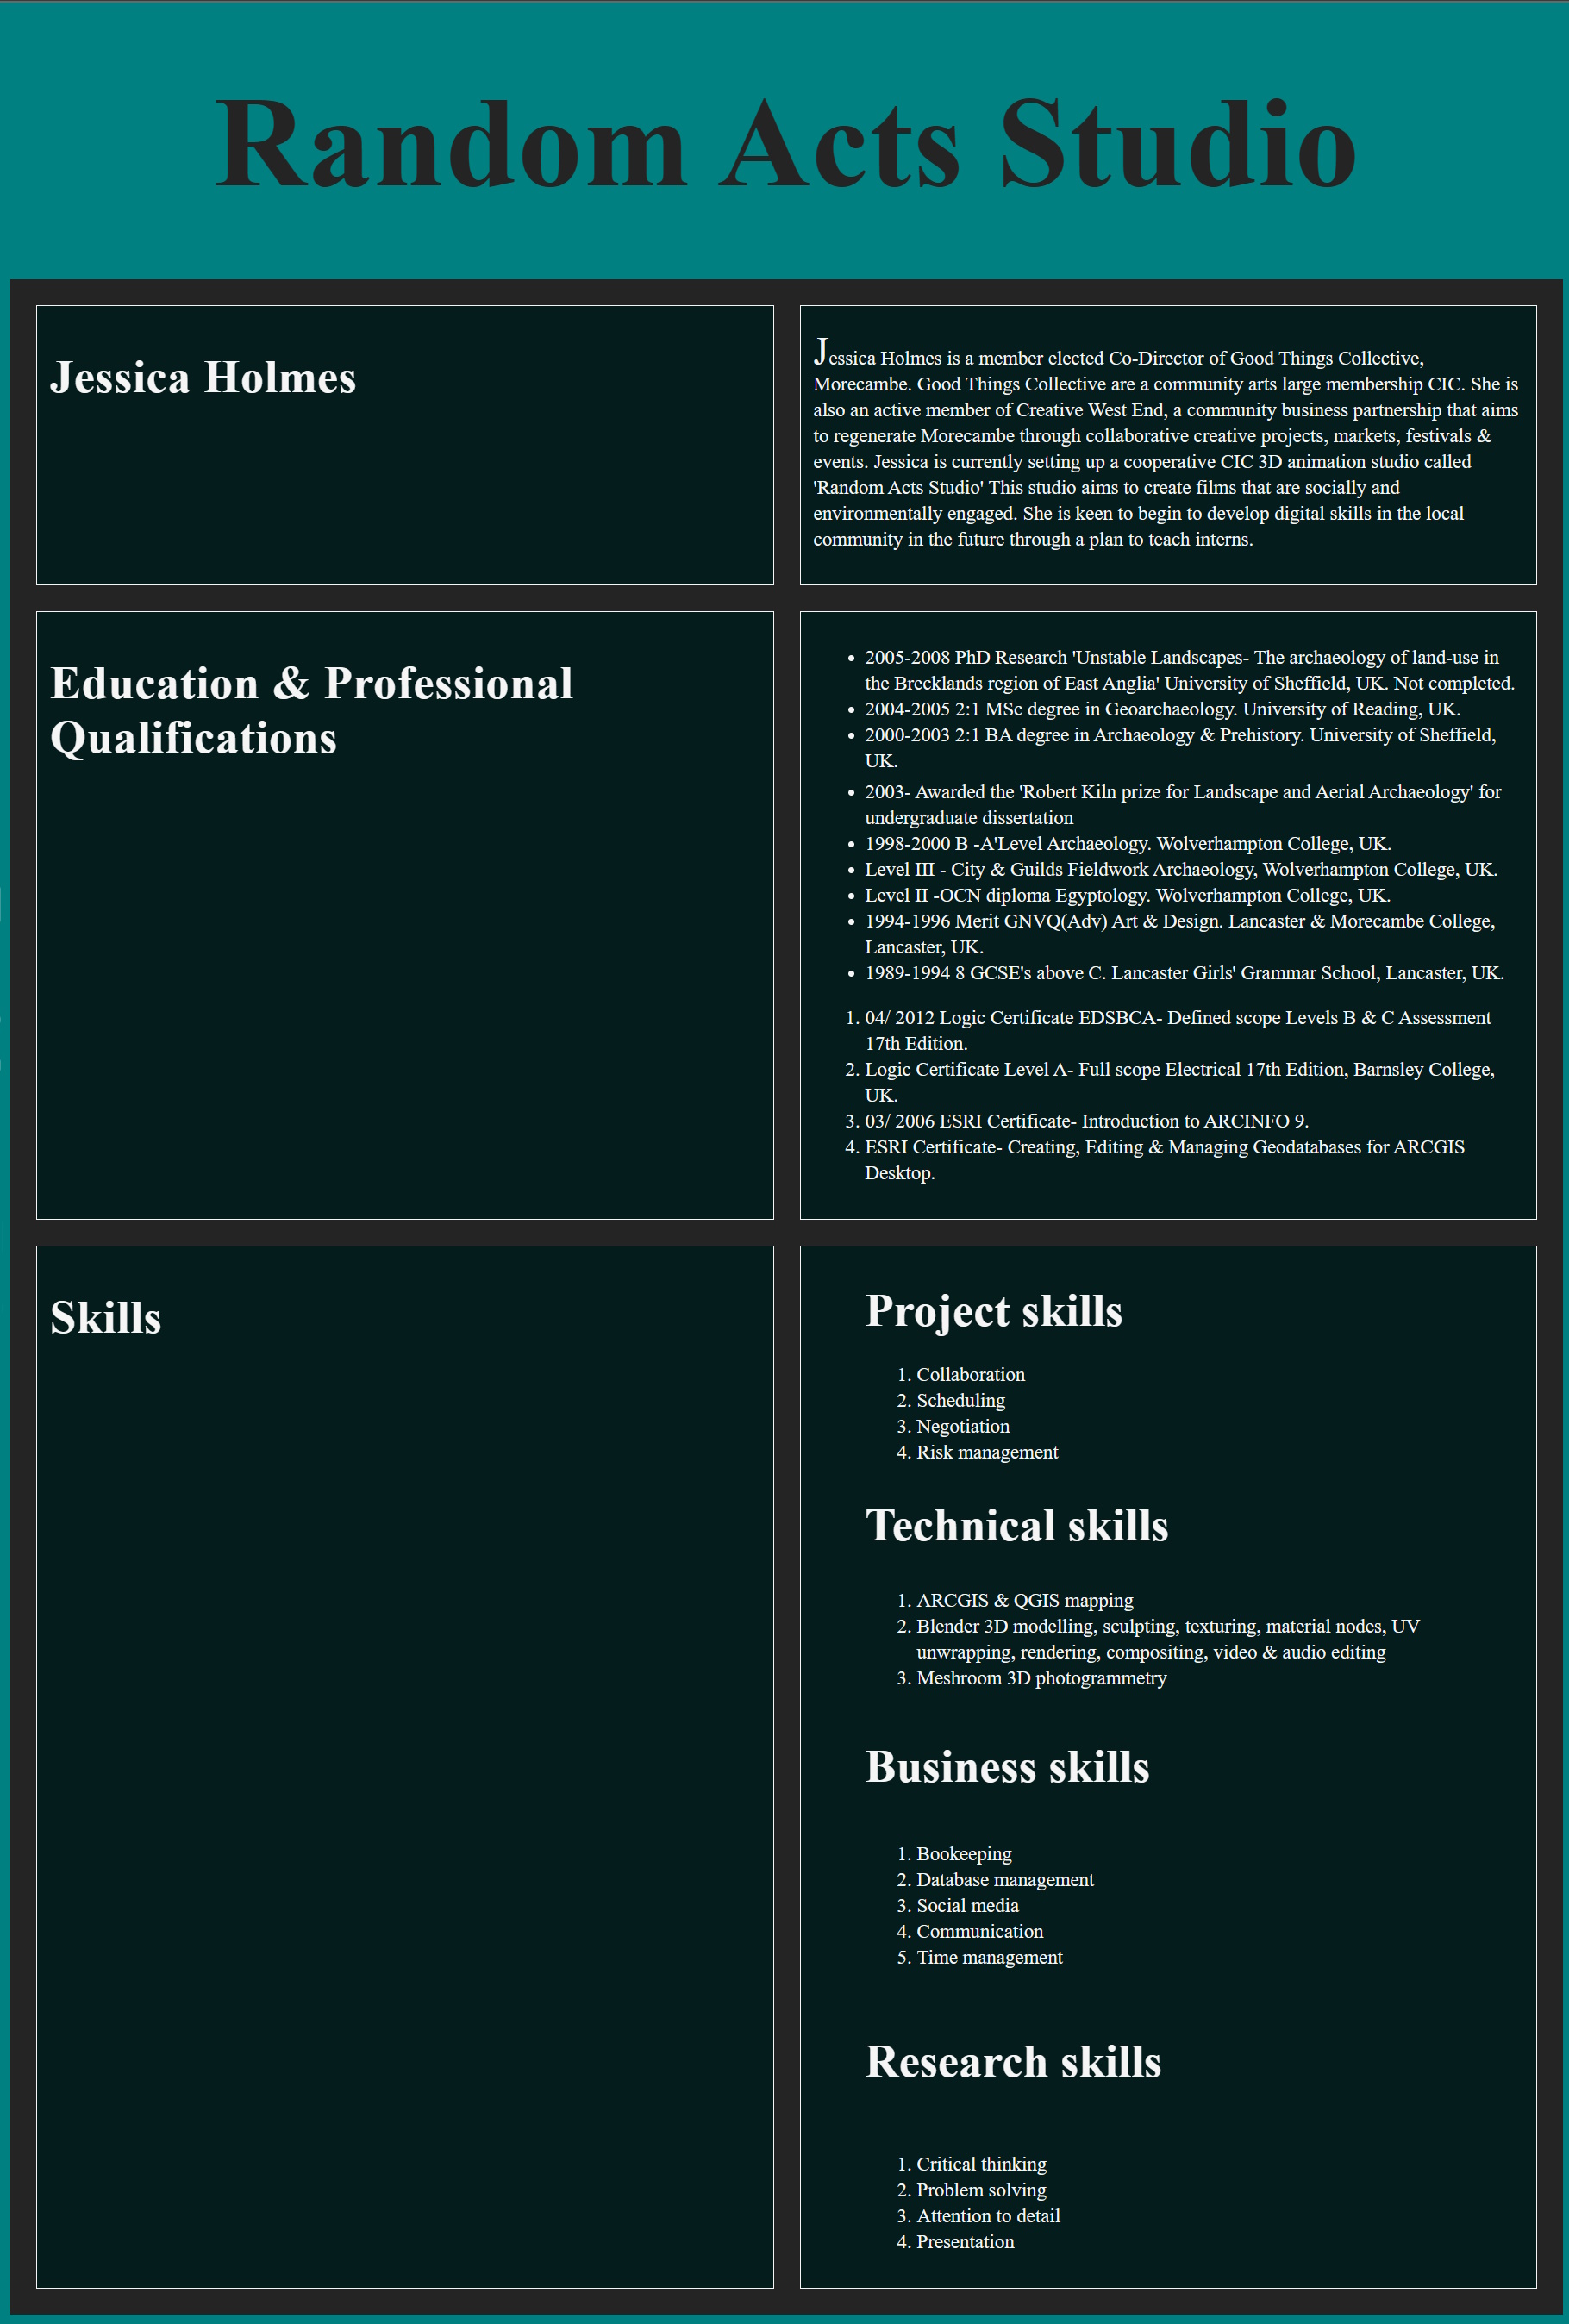 Random Acts Studio
Jessica Holmes
Jessica Holmes is a member elected Co-Director of Good Things Collective,
Morecambe. Good Things Collective are a community arts large membership CIC. She is
also an active member of Creative West End, a community business partnership that aims
to regenerate Morecambe through collaborative creative projects, markets, festivals &
events. Jessica is currently setting up a cooperative CIC 3D animation studio called
'Random Acts Studio' This studio aims to create films that are socially and
environmentally engaged. She is keen to begin to develop digital skills in the local
community in the future through a plan to teach interns.
Education & Professional
Qualifications
• 2005-2008 PhD Research 'Unstable Landscapes- The archaeology of land-use in
the Brecklands region of East Anglia' University of Sheffield, UK. Not completed.
• 2004-2005 2:1 MSc degree in Geoarchaeology. University of Reading, UK.
• 2000-2003 2:1 BA degree in Archaeology & Prehistory. University of Sheffield,
UK.
• 2003- Awarded the 'Robert Kiln prize for Landscape and Aerial Archaeology' for
undergraduate dissertation
• 1998-2000 B -A'Level Archaeology. Wolverhampton College, UK.
• Level III - City & Guilds Fieldwork Archaeology, Wolverhampton College, UK.
• Level II -OCN diploma Egyptology. Wolverhampton College, UK.
• 1994-1996 Merit GNVQ(Adv) Art & Design. Lancaster & Morecambe College,
Lancaster, UK.
• 1989-1994 8 GCSE's above C. Lancaster Girls' Grammar School, Lancaster, UK.
1. 04/ 2012 Logic Certificate EDSBCA- Defined scope Levels B & C Assessment
17th Edition.
2. Logic Certificate Level A- Full scope Electrical 17th Edition, Barnsley College,
UK.
3. 03/ 2006 ESRI Certificate- Introduction to ARCINFO 9.
4. ESRI Certificate- Creating, Editing & Managing Geodatabases for ARCGIS
Desktop.
Skills
Project skills
1. Collaboration
2. Scheduling
3. Negotiation
4. Risk management
Technical skills
1. ARCGIS & QGIS mapping
2. Blender 3D modelling, sculpting, texturing, material nodes, UV
unwrapping, rendering, compositing, video & audio editing
3. Meshroom 3D photogrammetry
Business skills
1. Bookeeping
2. Database management
3. Social media
4. Communication
5. Time management
Research skills
1. Critical thinking
2. Problem solving
3. Attention to detail
4. Presentation